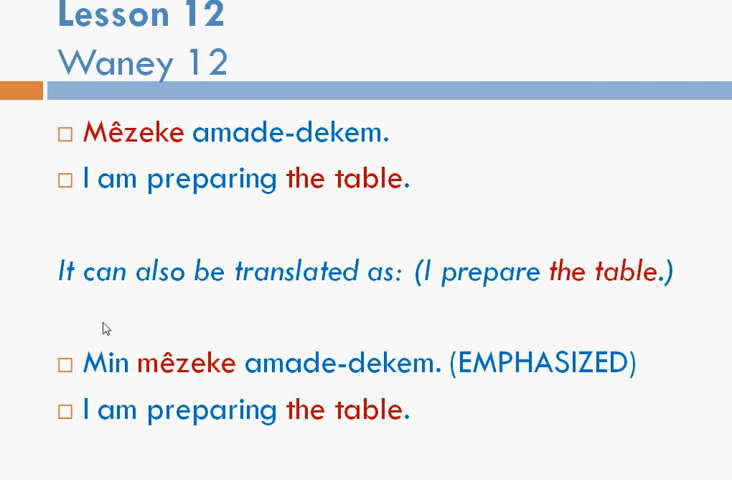 Lesson 12
Waney 12
Mêzeke amade-dekem.
I am preparing the table.
It can also be translated as: (I prepare the table.)
Min mêzeke amade-dekem. (EMPHASIZED)
I am preparing the table.